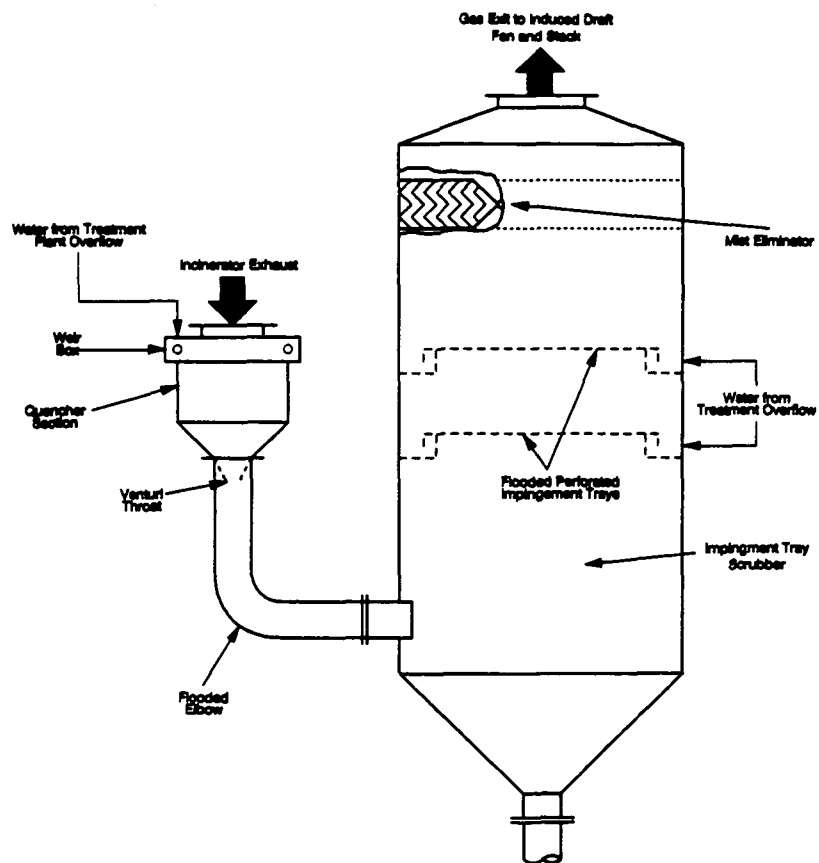 Gas Exit to Induced Draft
Fan and Stack
Water from Treatment
Plant Overflow
Incinerator Exhaust
Mist Eliminator
Weir
Box
Quencher
Section
Water from
Treatment Overflow
Venturi
Throat
Flooded Perforated
Impingement Trays
Impingment Tray
Scrubber
Flooded
Elbow